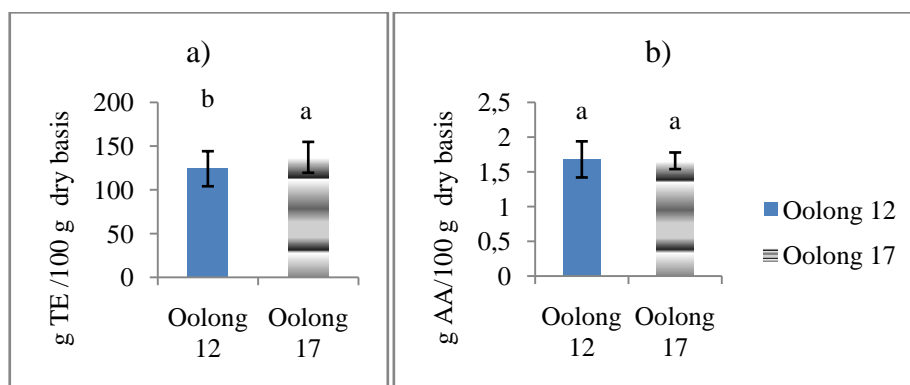 a)
g TE /100 g  dry basis
200
150
100
50
0
b
a
Oolong
12
Oolong
17
b)
g AA/100 g  dry basis
2,5
2
1,5
1
0,5
0
a
a
Oolong
12
Oolong
17
Oolong 12
Oolong 17